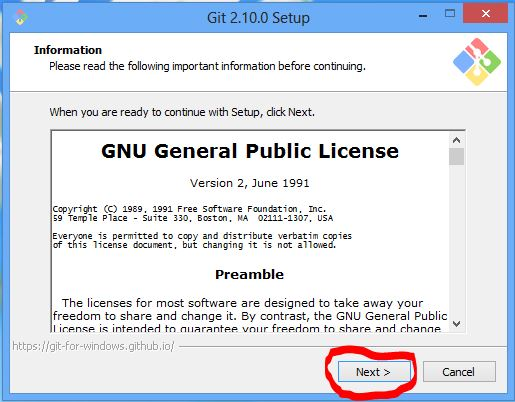 Git 2.10.0 Setup
Information
Please read the following important information before continuing.
When you are ready to continue with Setup, click Next.
GNU General Public License
Version 2, June 1991
Copyright (C) 1989, 1991 Free Software Foundation, Inc.
59 Temple Place - Suite 330, Boston, MA  02111-1307, USA
Everyone is permitted to copy and distribute verbatim copies
of this license document, but changing it is not allowed.
Preamble
The licenses for most software are designed to take away your
freedom to share and change it. By contrast, the GNU General Public
License is intended to guarantee your freedom to share and change
https://git-for-windows.github.io/
Next >
Cancel